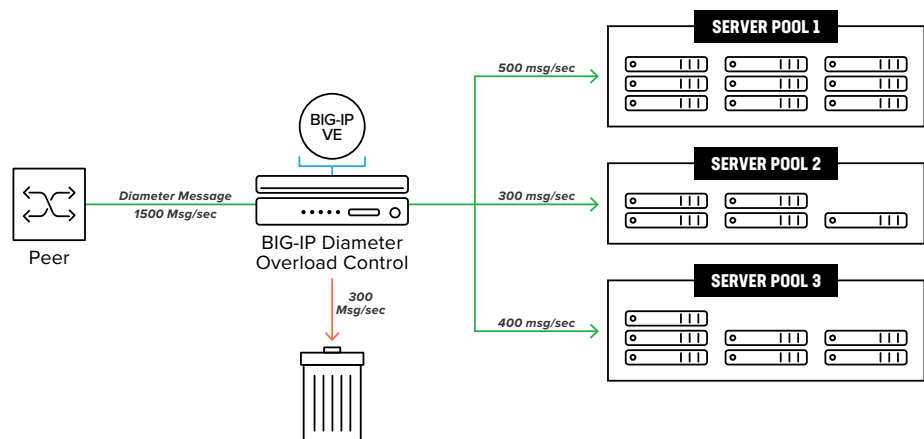 Peer
Diameter Message
1500 Msg/sec
BIG-IP
VE
BIG-IP Diameter
Overload Control
300
Msg/sec
500 msg/sec
SERVER POOL 1
300 msg/sec
SERVER POOL 2
400 msg/sec
SERVER POOL 3